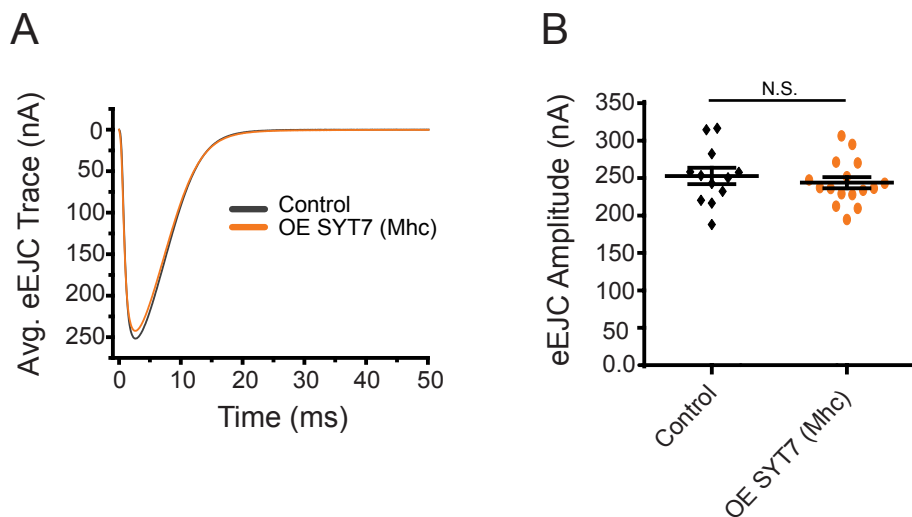 A
Avg. eEJC Trace (nA)
0
50
100
150
200
250
Control
OE SYT7 (Mhc)
0
10
20
30
40
50
Time (ms)
B
N.S.
eEJC Amplitude (nA)
350
300
250
200
150
100
50
0.0
Control
OE SYT7 (Mhc)